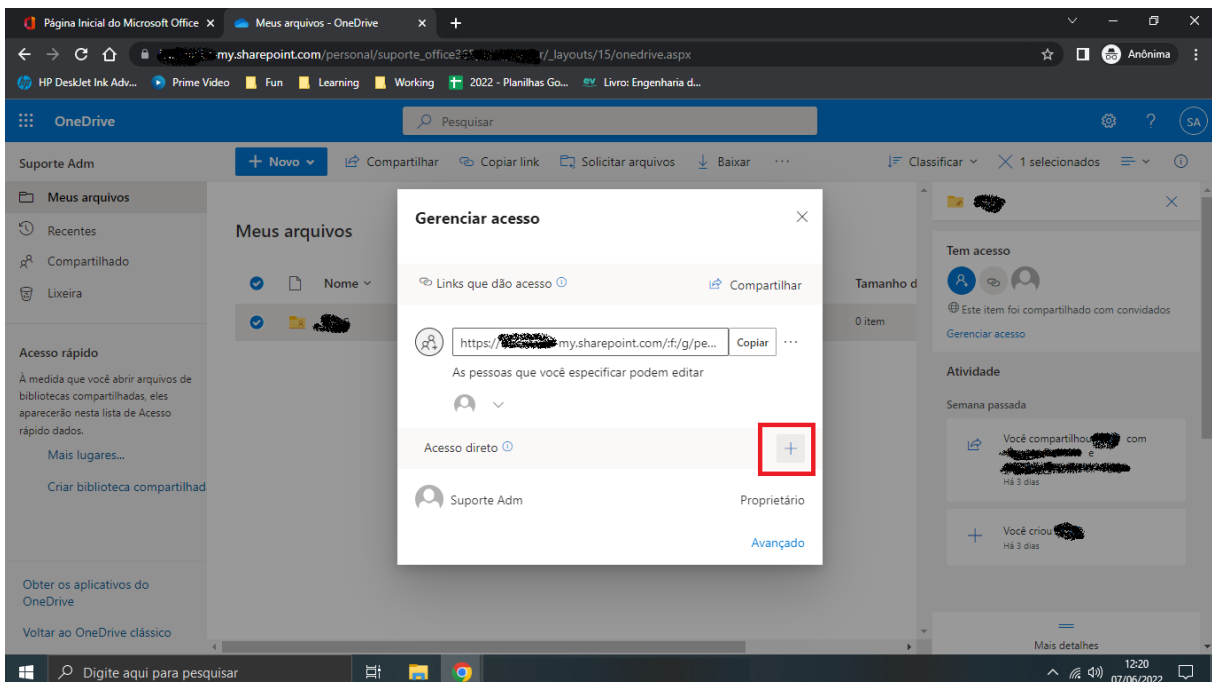 Página Inicial do Microsoft Office
Meus arquivos - OneDrive
my.sharepoint.com/personal/suporte_office365 r/_layouts/15/onedrive.aspx
Anônima
HP DeskJet Ink Adv...
Prime Video
Fun
Learning
Working
2022 - Planilhas Go...
Livro: Engenharia d...
OneDrive
Pesquisar
?
SA
Suporte Adm
Novo
Compartilhar
Copiar link
Solicitar arquivos
Baixar
...
Classificar
1 selecionados
Meus arquivos
Recentes
Compartilhado
Lixeira
Acesso rápido
À medida que você abrir arquivos de
bibliotecas compartilhadas, eles
aparecerão nesta lista de Acesso
rápido dados.
Mais lugares...
Criar biblioteca compartilhad
Obter os aplicativos do
OneDrive
Voltar ao OneDrive clássico
Meus arquivos
Nome
Tamanho d
0 item
Gerenciar acesso
Links que dão acesso
Compartilhar
https:// my.sharepoint.com/:f:/g/pe...
Copiar
...
As pessoas que você especificar podem editar
Acesso direto
Suporte Adm
Proprietário
Avançado
Tem acesso
Este item foi compartilhado com convidados
Gerenciar acesso
Atividade
Semana passada
Você compartilhou com
e
Há 3 dias
Você criou
Há 3 dias
Mais detalhes
Digite aqui para pesquisar
12:20
07/06/2022